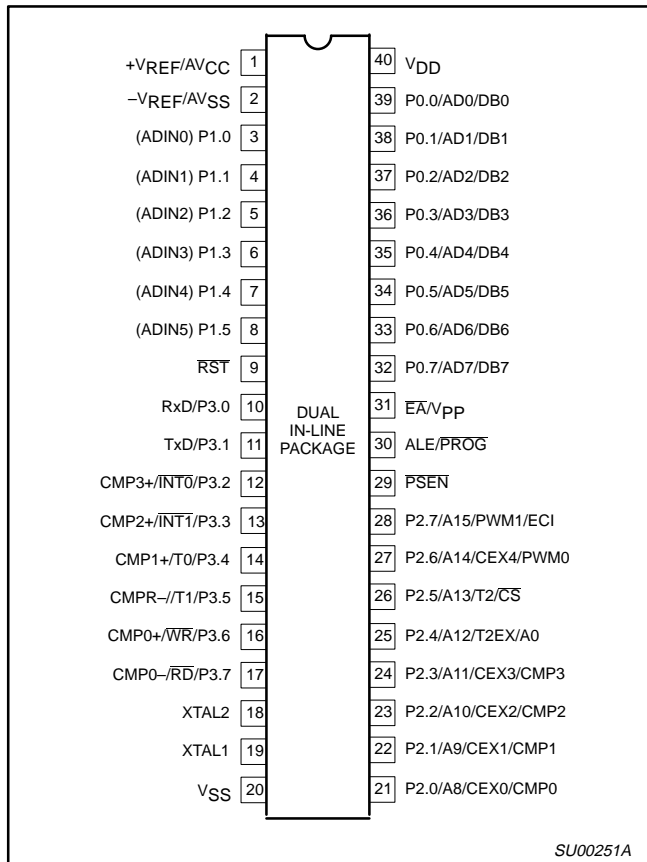 +VREF/AVCC 1
–VREF/AVSS 2
(ADIN0) P1.0 3
(ADIN1) P1.1 4
(ADIN2) P1.2 5
(ADIN3) P1.3 6
(ADIN4) P1.4 7
(ADIN5) P1.5 8
RST 9
RxD/P3.0 10
TxD/P3.1 11
CMP3+/INT0/P3.2 12
CMP2+/INT1/P3.3 13
CMP1+/T0/P3.4 14
CMPR–//T1/P3.5 15
CMP0+/WR/P3.6 16
CMP0–/RD/P3.7 17
XTAL2 18
XTAL1 19
VSS 20
DUAL
IN-LINE
PACKAGE
40 VDD
39 P0.0/AD0/DB0
38 P0.1/AD1/DB1
37 P0.2/AD2/DB2
36 P0.3/AD3/DB3
35 P0.4/AD4/DB4
34 P0.5/AD5/DB5
33 P0.6/AD6/DB6
32 P0.7/AD7/DB7
31 EA/VPP
30 ALE/PROG
29 PSEN
28 P2.7/A15/PWM1/ECI
27 P2.6/A14/CEX4/PWM0
26 P2.5/A13/T2/CS
25 P2.4/A12/T2EX/A0
24 P2.3/A11/CEX3/CMP3
23 P2.2/A10/CEX2/CMP2
22 P2.1/A9/CEX1/CMP1
21 P2.0/A8/CEX0/CMP0
SU00251A